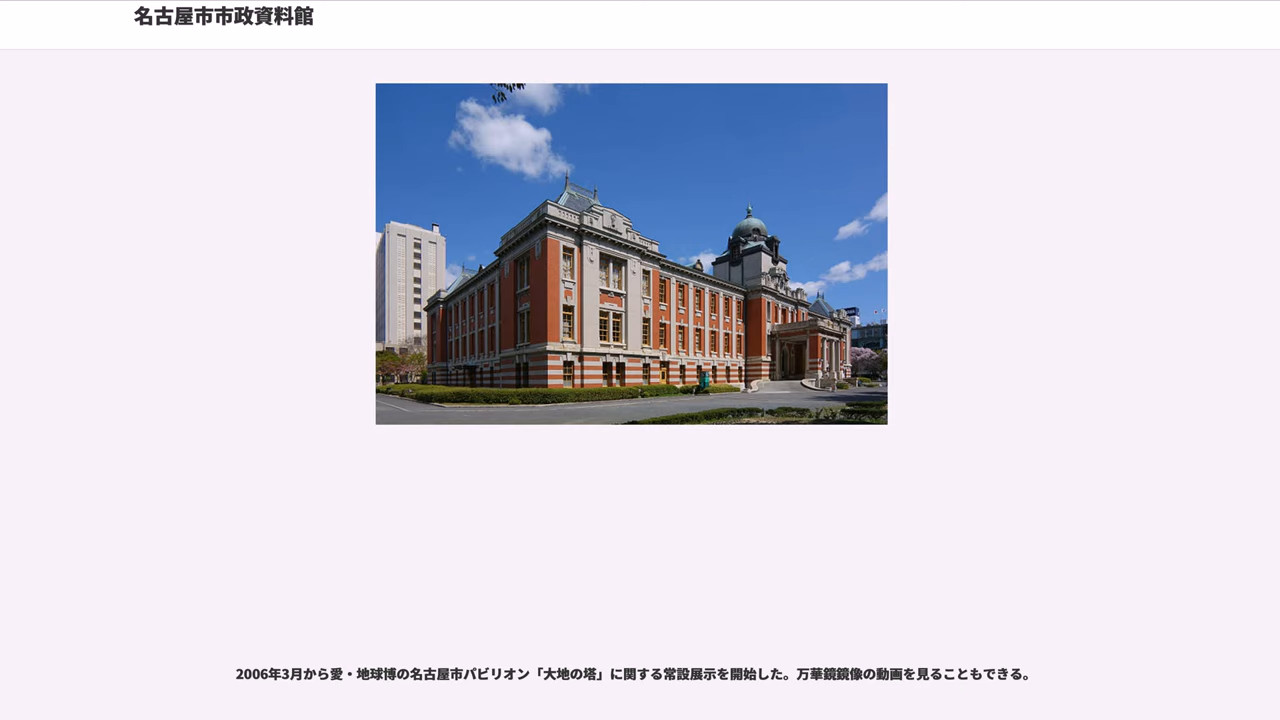 名古屋市市政資料館
2006年3月から愛・地球博の名古屋市パビリオン「大地の塔」に関する常設展示を開始した。万華鏡鏡像の動画を見ることもできる。